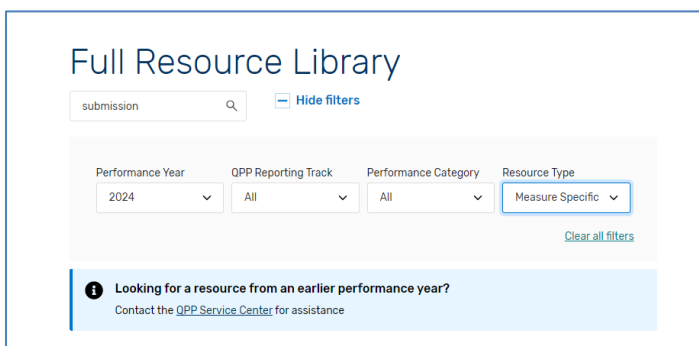 Full Resource Library
submission
Hide filters
Performance Year QPP Reporting Track Performance Category Resource Type
2024 All All Measure Specific
Clear all filters
Looking for a resource from an earlier performance year?
Contact the QPP Service Center for assistance